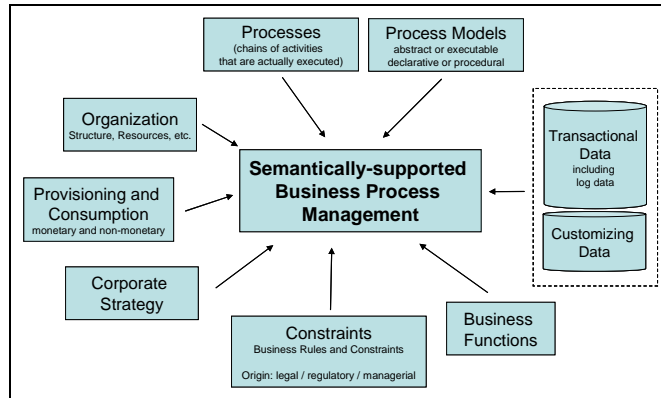 Processes
(chains of activities
that are actually executed)
Process Models
abstract or executable
declarative or procedural
Organization
Structure, Resources, etc.
Transactional
Data
including
log data
Semantically-supported
Business Process
Management
Provisioning and
Consumption
monetary and non-monetary
Customizing
Data
Corporate
Strategy
Constraints
Business Rules and Constraints
Origin: legal / regulatory / managerial
Business
Functions